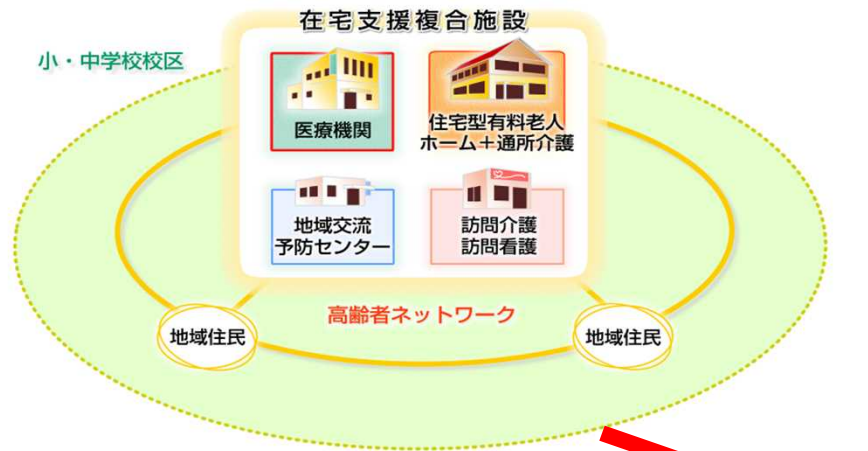 在宅支援複合施設
小・中学校校区
医療機関
住宅型有料老人
ホーム+通所介護
地域交流
予防センター
訪問介護
訪問看護
高齢者ネットワーク
地域住民
地域住民